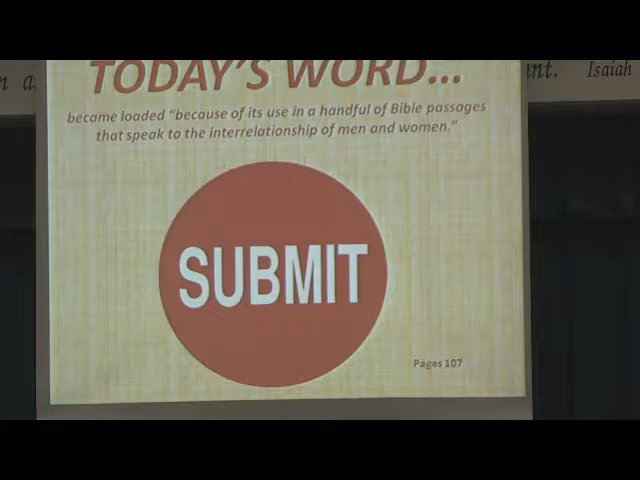 TODAY'S WORD...
nt. Isaiah
became loaded "because of its use in a handful of Bible passages
that speak to the interrelationship of men and women."
SUBMIT
Pages 107